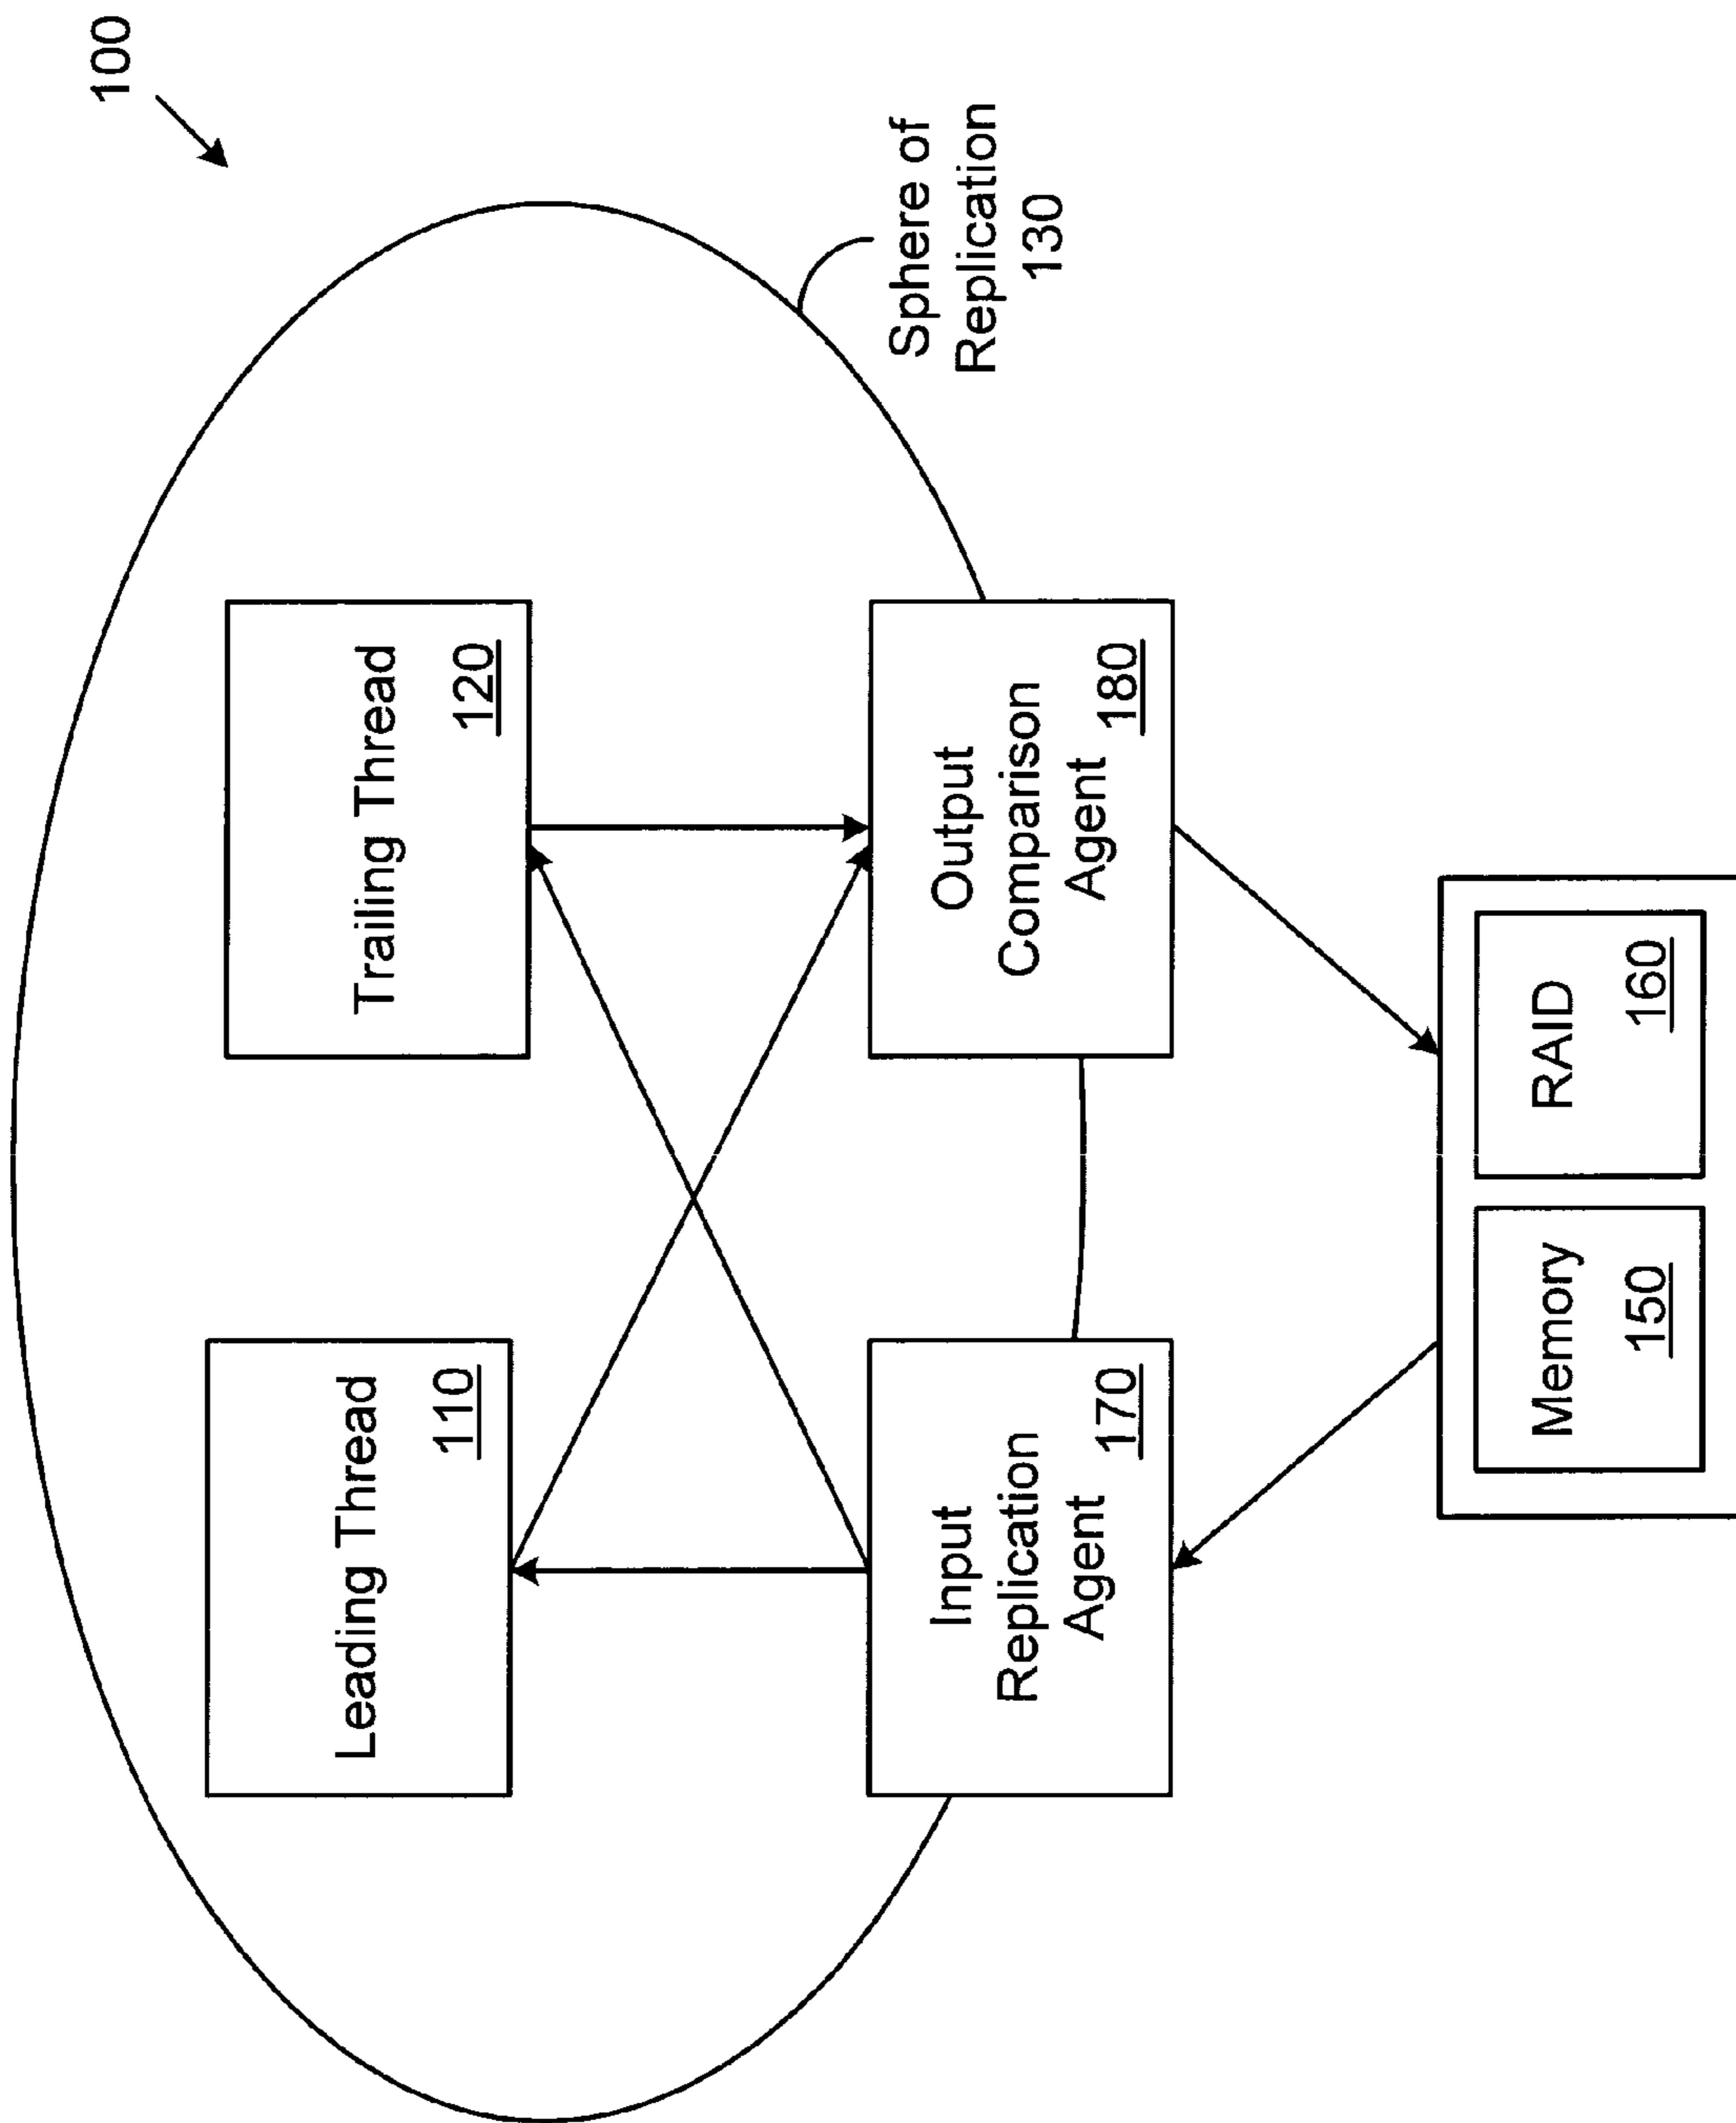 100
Leading Thread
110
Trailing Thread
120
Sphere of
Replication
130
Input
Replication
Agent
170
Output
Comparison
Agent
180
Memory
150
RAID
160